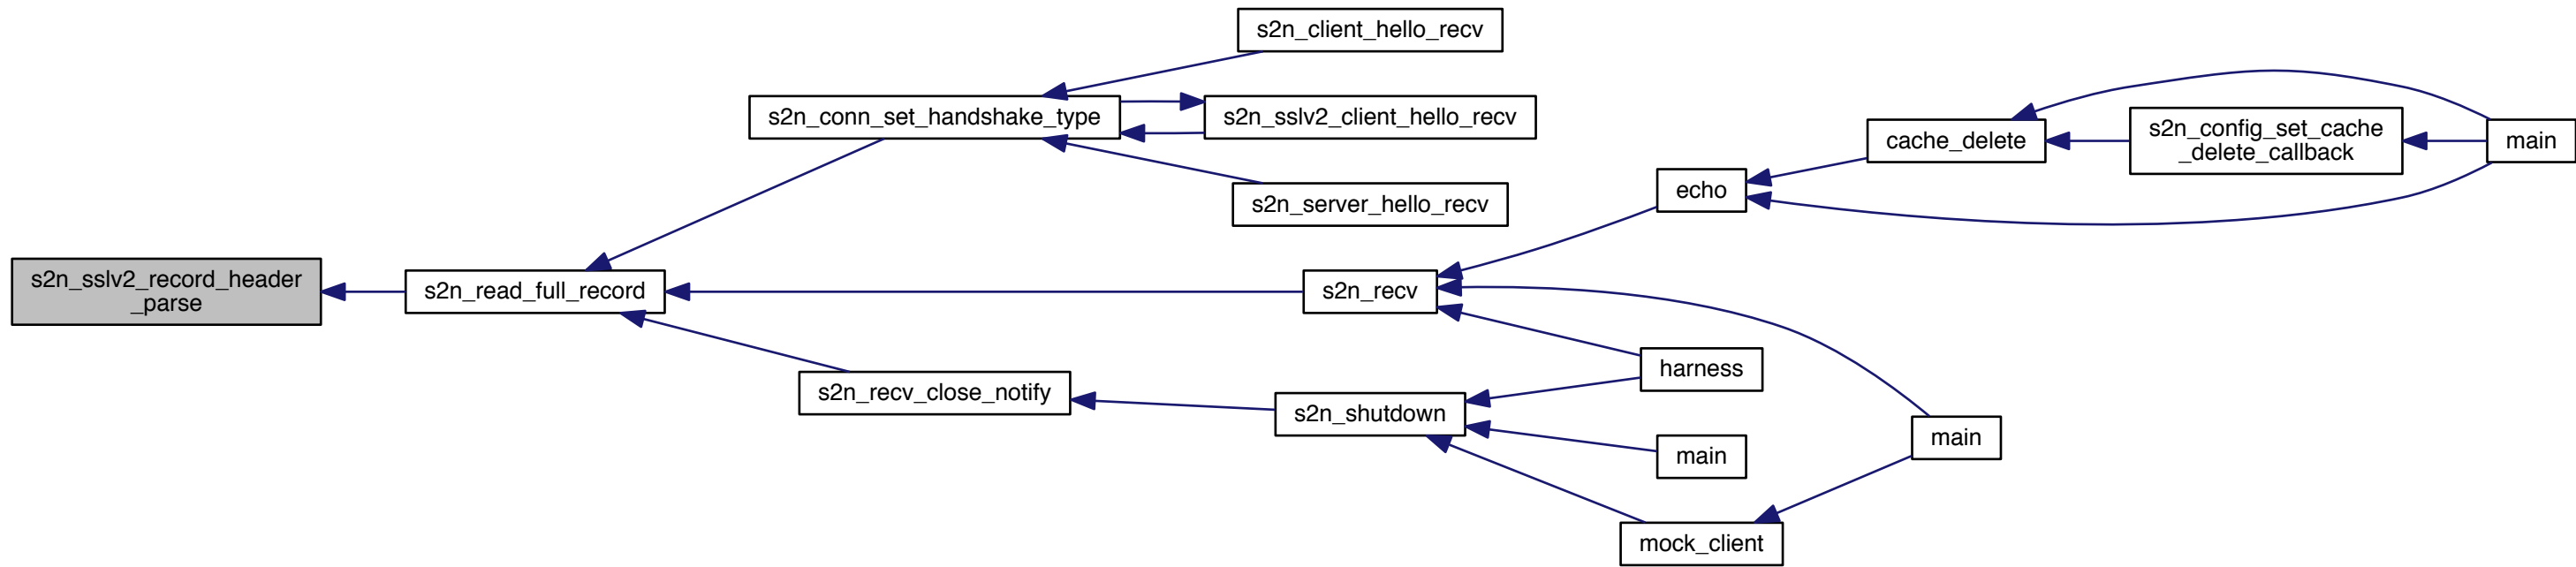 s2n_client_hello_recv
s2n_conn_set_handshake_type
s2n_sslv2_client_hello_recv
s2n_server_hello_recv
s2n_config_set_cache
_delete_callback
cache_delete
main
echo
s2n_sslv2_record_header
_parse
s2n_read_full_record
s2n_recv
harness
s2n_recv_close_notify
s2n_shutdown
main
main
mock_client